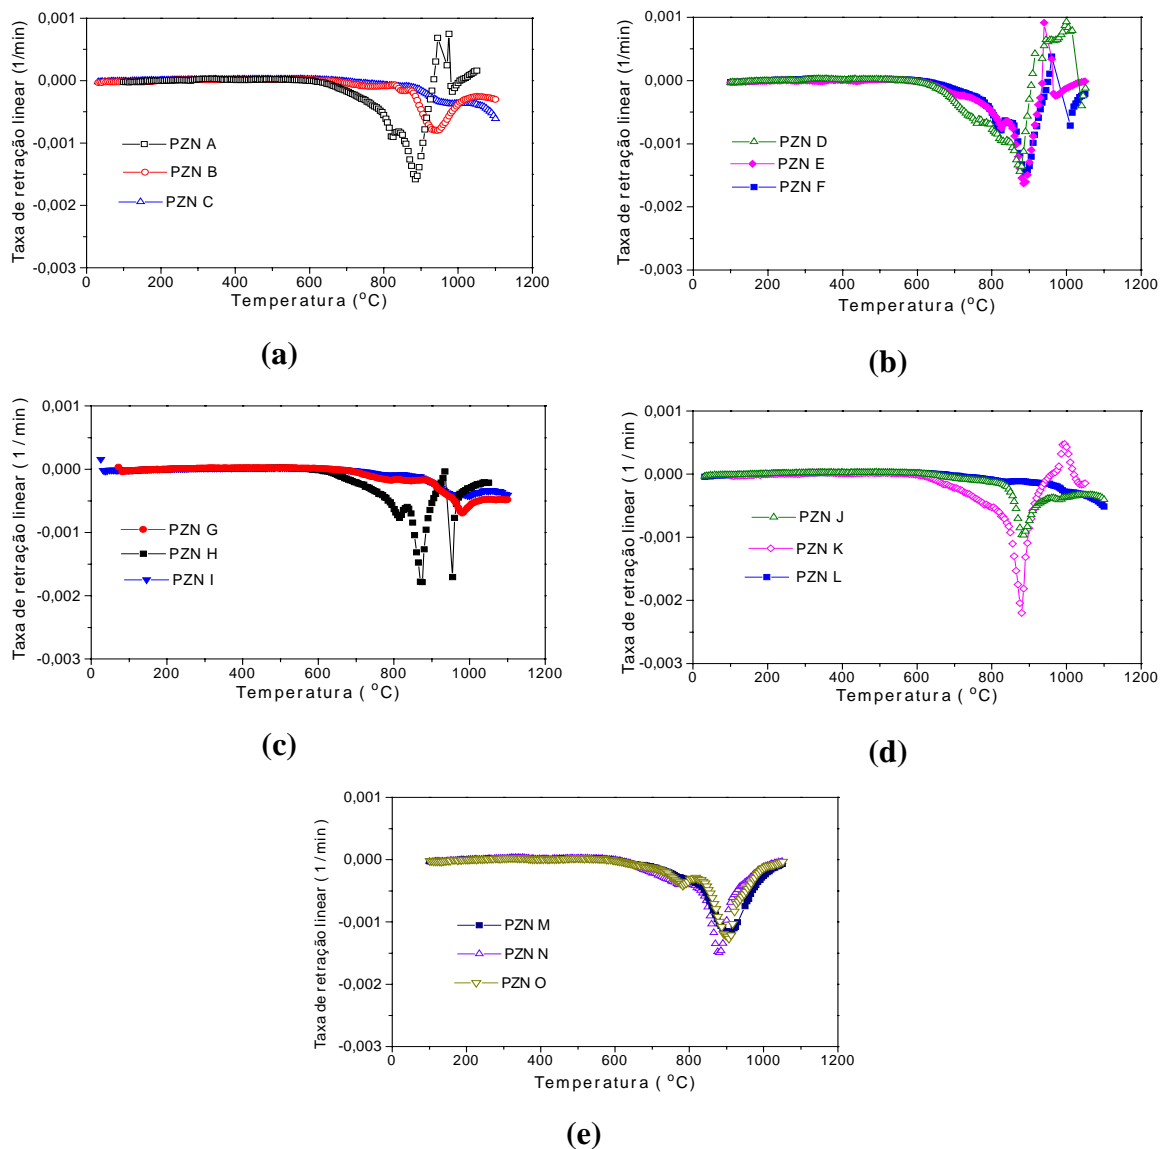 0,001
0,000
-0,001
-0,002
-0,003
Taxa de retração linear (1/min)
PZN A
PZN B
PZN C
0 200 400 600 800 1000 1200
Temperatura (°C)
(a)
0,001
0,000
-0,001
-0,002
-0,003
Taxa de retração linear (1/min)
PZN D
PZN E
PZN F
0 200 400 600 800 1000 1200
Temperatura (°C)
(b)
0,001
0,000
-0,001
-0,002
-0,003
Taxa de retração linear ( 1 / min )
PZN G
PZN H
PZN I
0 200 400 600 800 1000 1200
Temperatura ( °C)
(c)
0,001
0,000
-0,001
-0,002
-0,003
Taxa de retração linear ( 1 / min )
PZN J
PZN K
PZN L
0 200 400 600 800 1000 1200
Temperatura ( °C)
(d)
0,001
0,000
-0,001
-0,002
-0,003
Taxa de retração linear ( 1 / min )
PZN M
PZN N
PZN O
0 200 400 600 800 1000 1200
Temperatura ( °C)
(e)